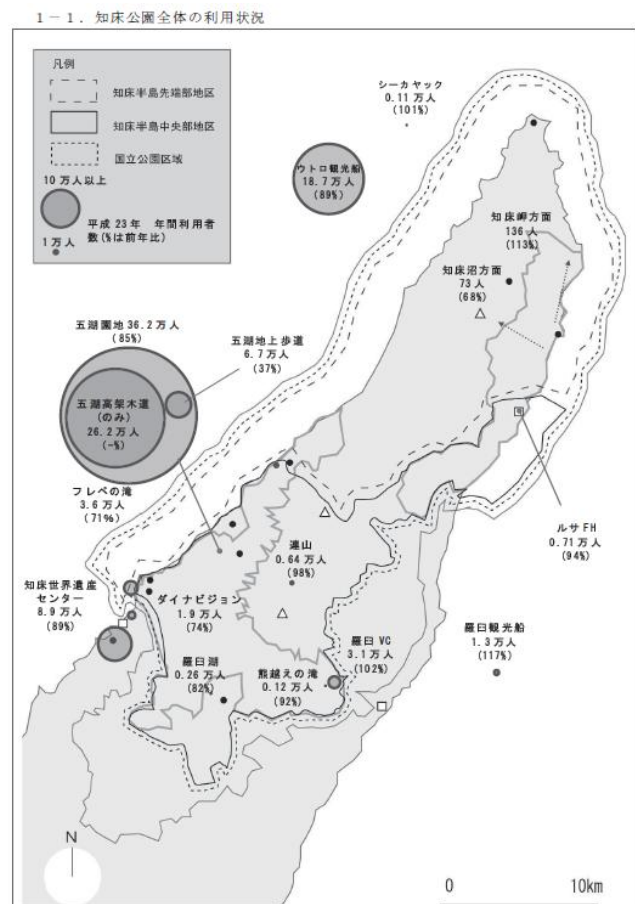 1－1．知床公園全体の利用状況
凡例
知床半島先端部地区
知床半島中央部地区
国立公園区域
10万人以上
平成23年 年間利用者
数(%は前年比)
1万人
シーカヤック
0.11万人
(101%)
ウトロ観光船
18.7万人
(89%)
知床岬方面
136人
(113%)
知床沼方面
73人
(68%)
五湖園地36.2万人
(85%)
五湖地上歩道
6.7万人
(37%)
五湖高架木道
(のみ)
26.2万人
(-%)
フレペの滝
3.6万人
(71%)
連山
0.64万人
(98%)
ルサFH
0.71万人
(94%)
知床世界遺産
センター
8.9万人
(89%)
ダイナビジョン
1.9万人
(74%)
羅臼VC
3.1万人
(102%)
羅臼観光船
1.3万人
(117%)
羅臼湖
0.26万人
(82%)
熊越えの滝
0.12万人
(92%)
N
0 10km